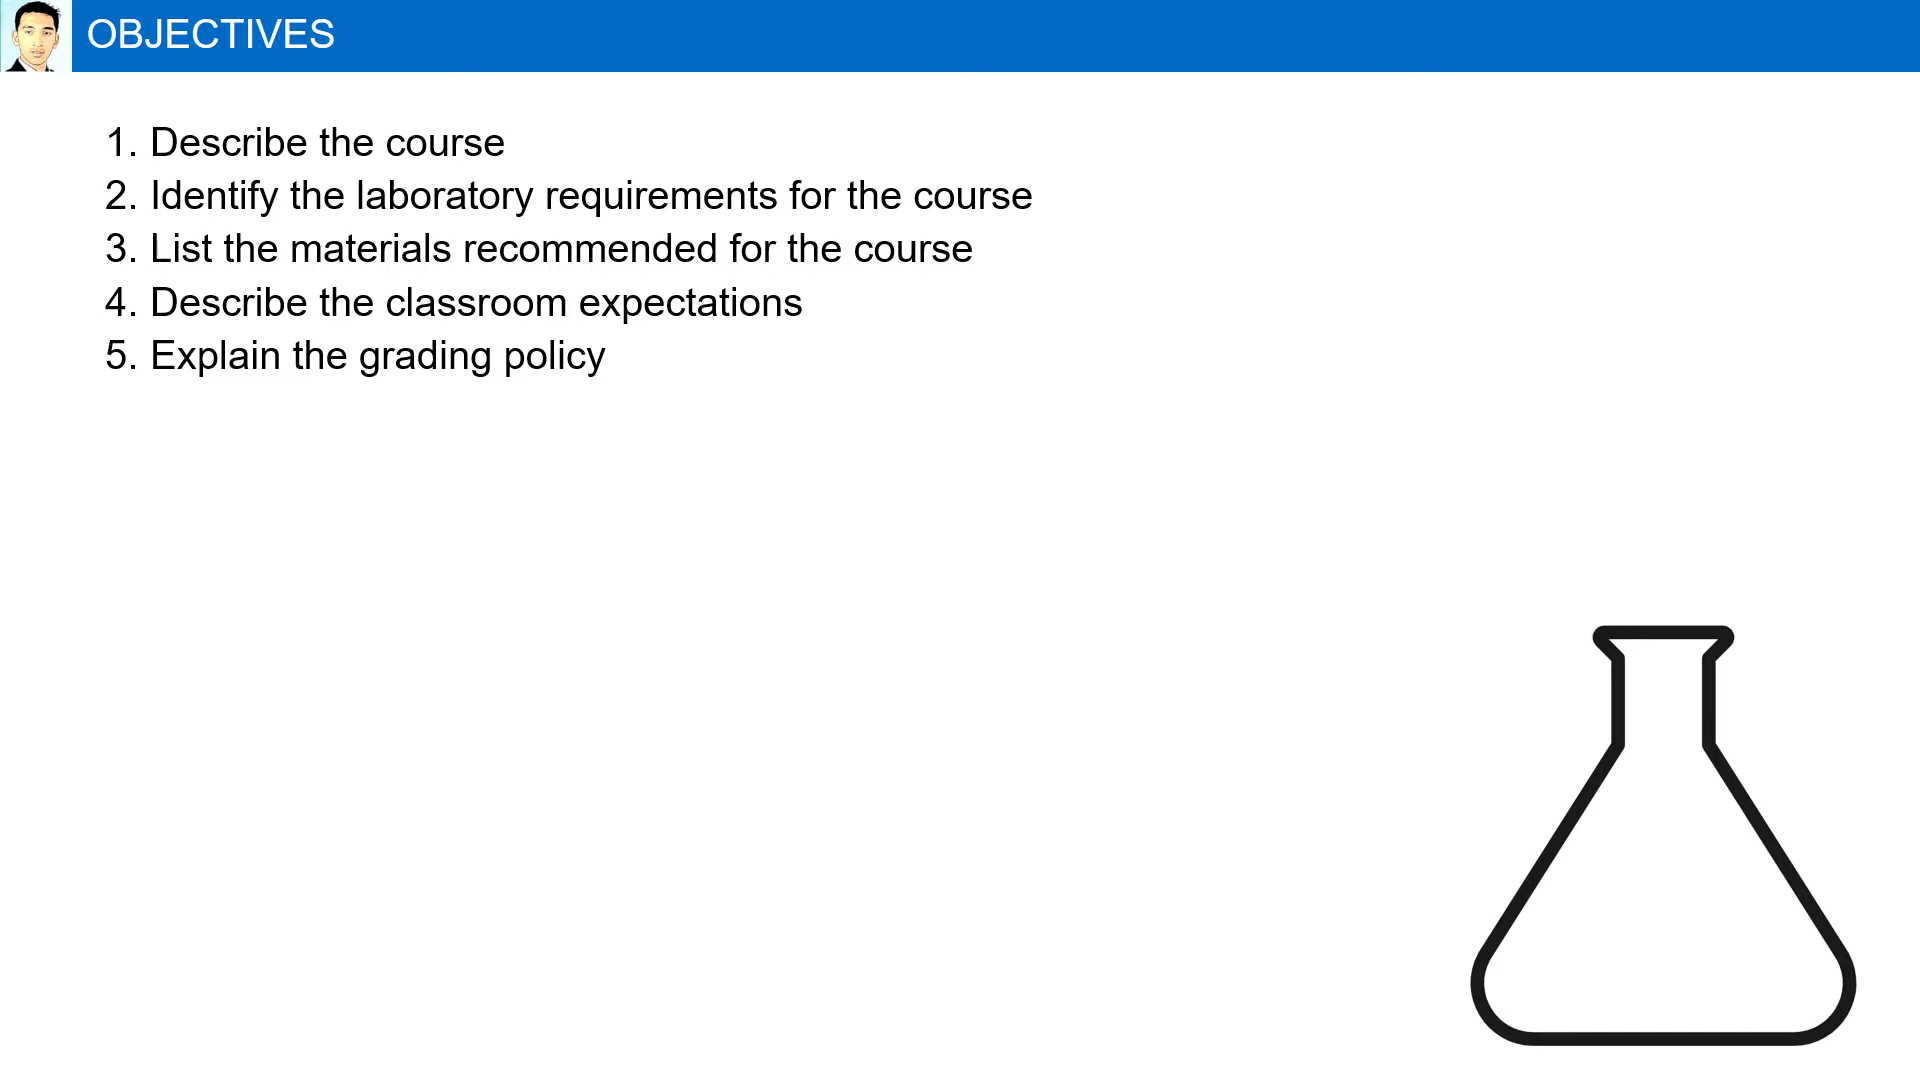 OBJECTIVES
1. Describe the course
2. Identify the laboratory requirements for the course
3. List the materials recommended for the course
4. Describe the classroom expectations
5. Explain the grading policy